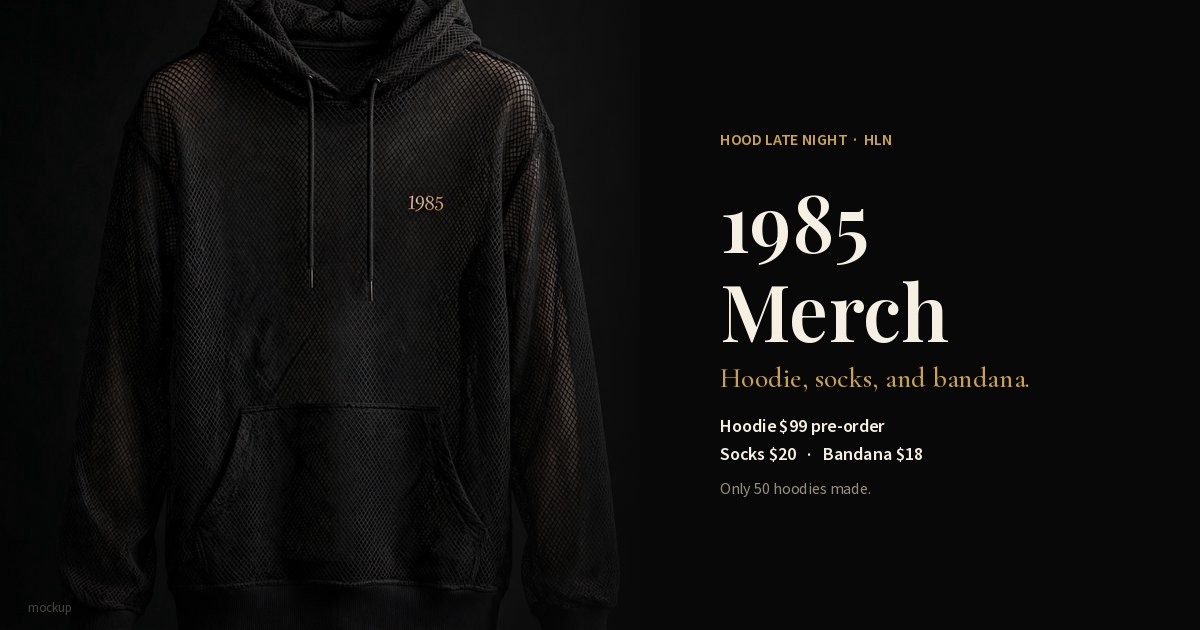 1985
HOOD LATE NIGHT · HLN
1985
Merch
Hoodie, socks, and bandana.
Hoodie $99 pre-order
Socks $20 · Bandana $18
Only 50 hoodies made.
mockup